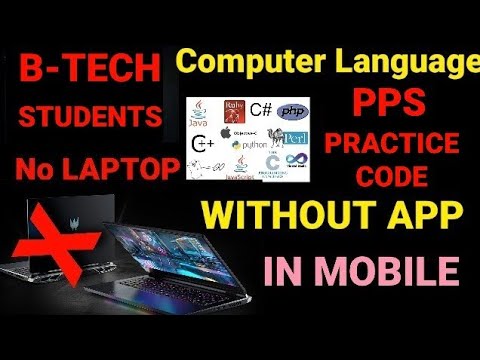 B-TECH
STUDENTS
No LAPTOP
Computer Language
PPS
PRACTICE
CODE
Java
Ruby
C#
php
C++
Objective-C
python
Perl
JavaScript
C
WITHOUT APP
IN MOBILE